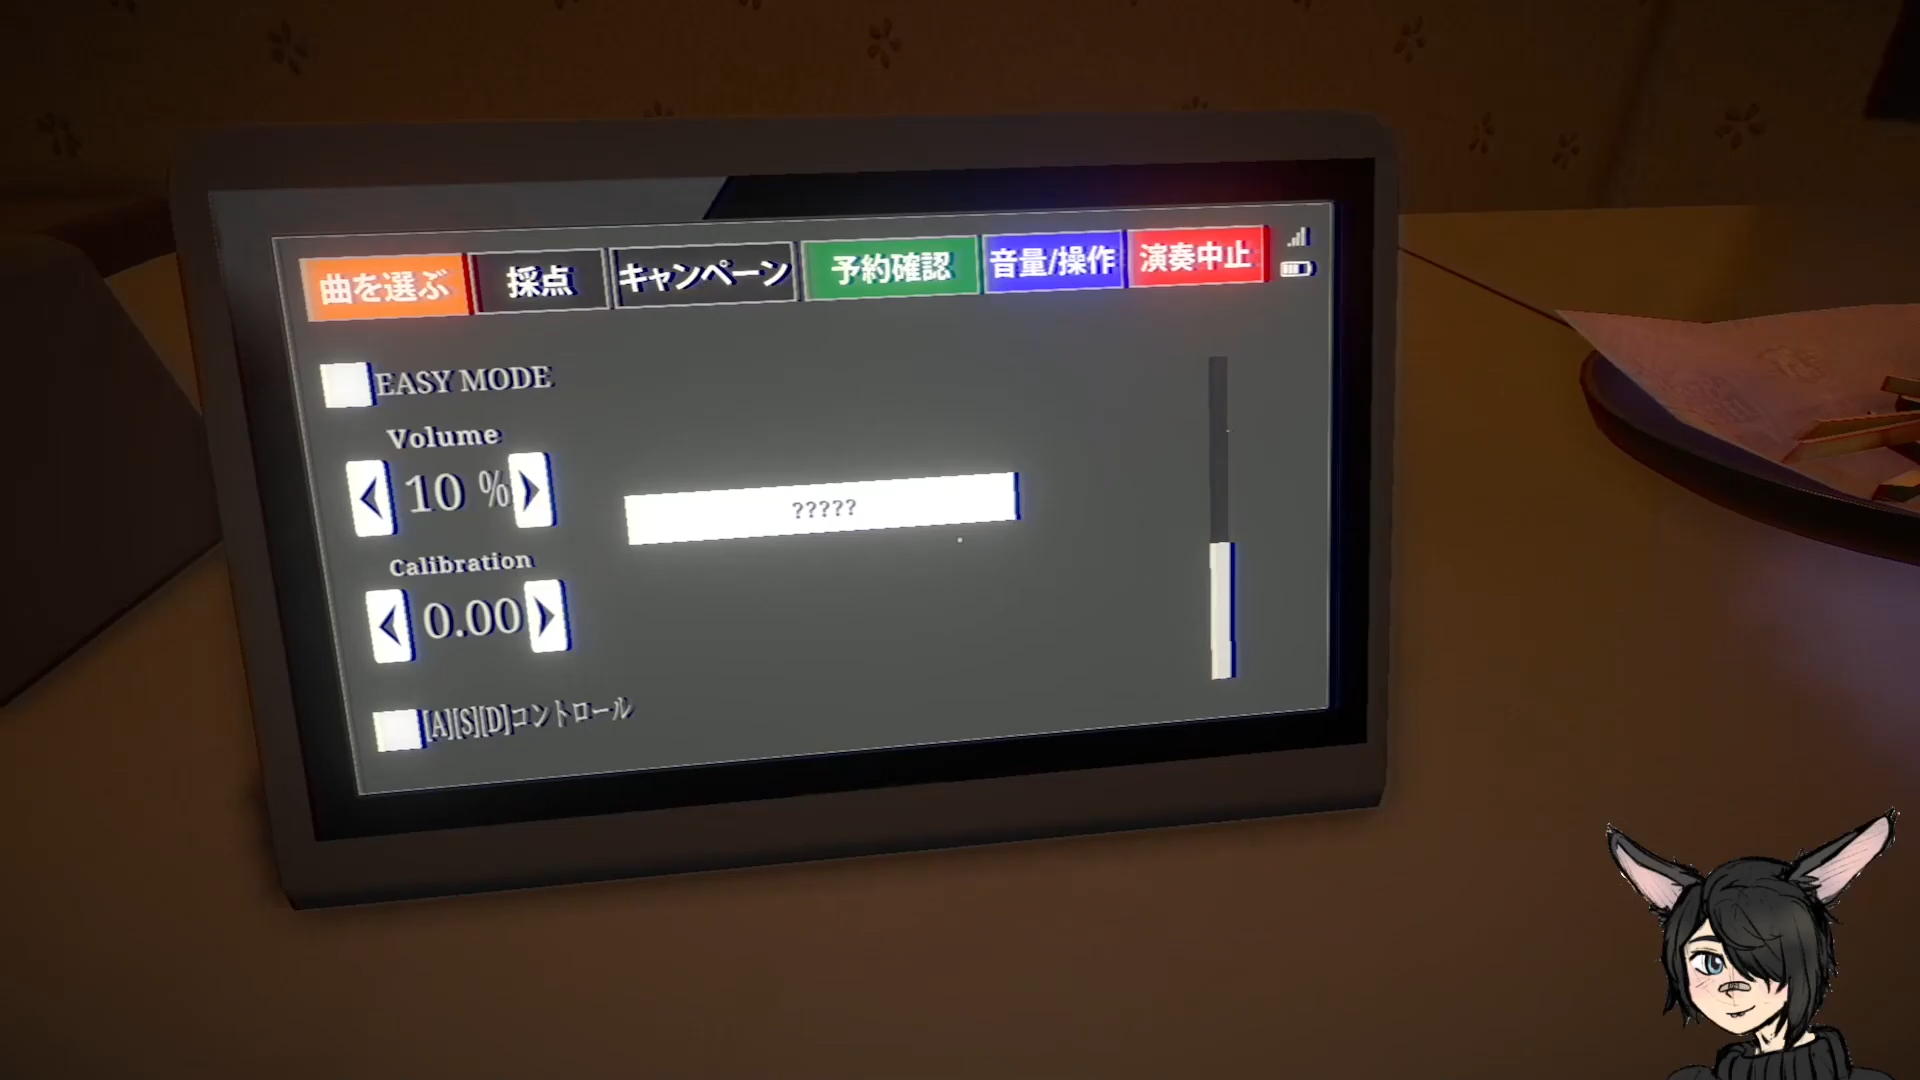 曲を選ぶ 採点 キャンペーン 予約確認 音量/操作 演奏中止
EASY MODE
Volume
10 %
?????
Calibration
0.00
[A][S][D]コントロール